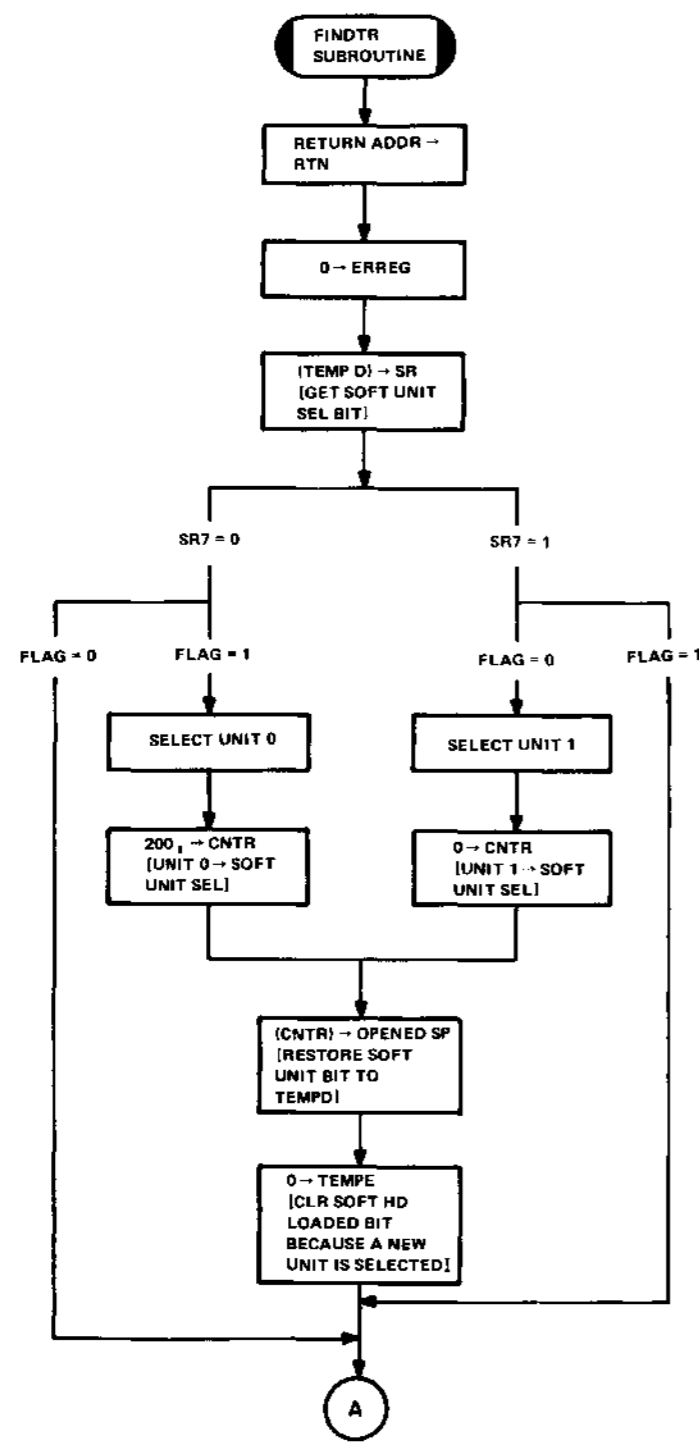 FINDTR
SUBROUTINE
RETURN ADDR →
RTN
0 → ERREG
(TEMP D) → SR
[GET SOFT UNIT
SEL BIT]
SR7 = 0
SR7 = 1
FLAG = 0
FLAG = 1
FLAG = 0
FLAG = 1
SELECT UNIT 0
SELECT UNIT 1
200₈ → CNTR
[UNIT 0 → SOFT
UNIT SEL]
0 → CNTR
[UNIT 1 → SOFT
UNIT SEL]
(CNTR) → OPENED SP
[RESTORE SOFT
UNIT BIT TO
TEMPD]
0 → TEMPE
[CLR SOFT HD
LOADED BIT
BECAUSE A NEW
UNIT IS SELECTED]
A